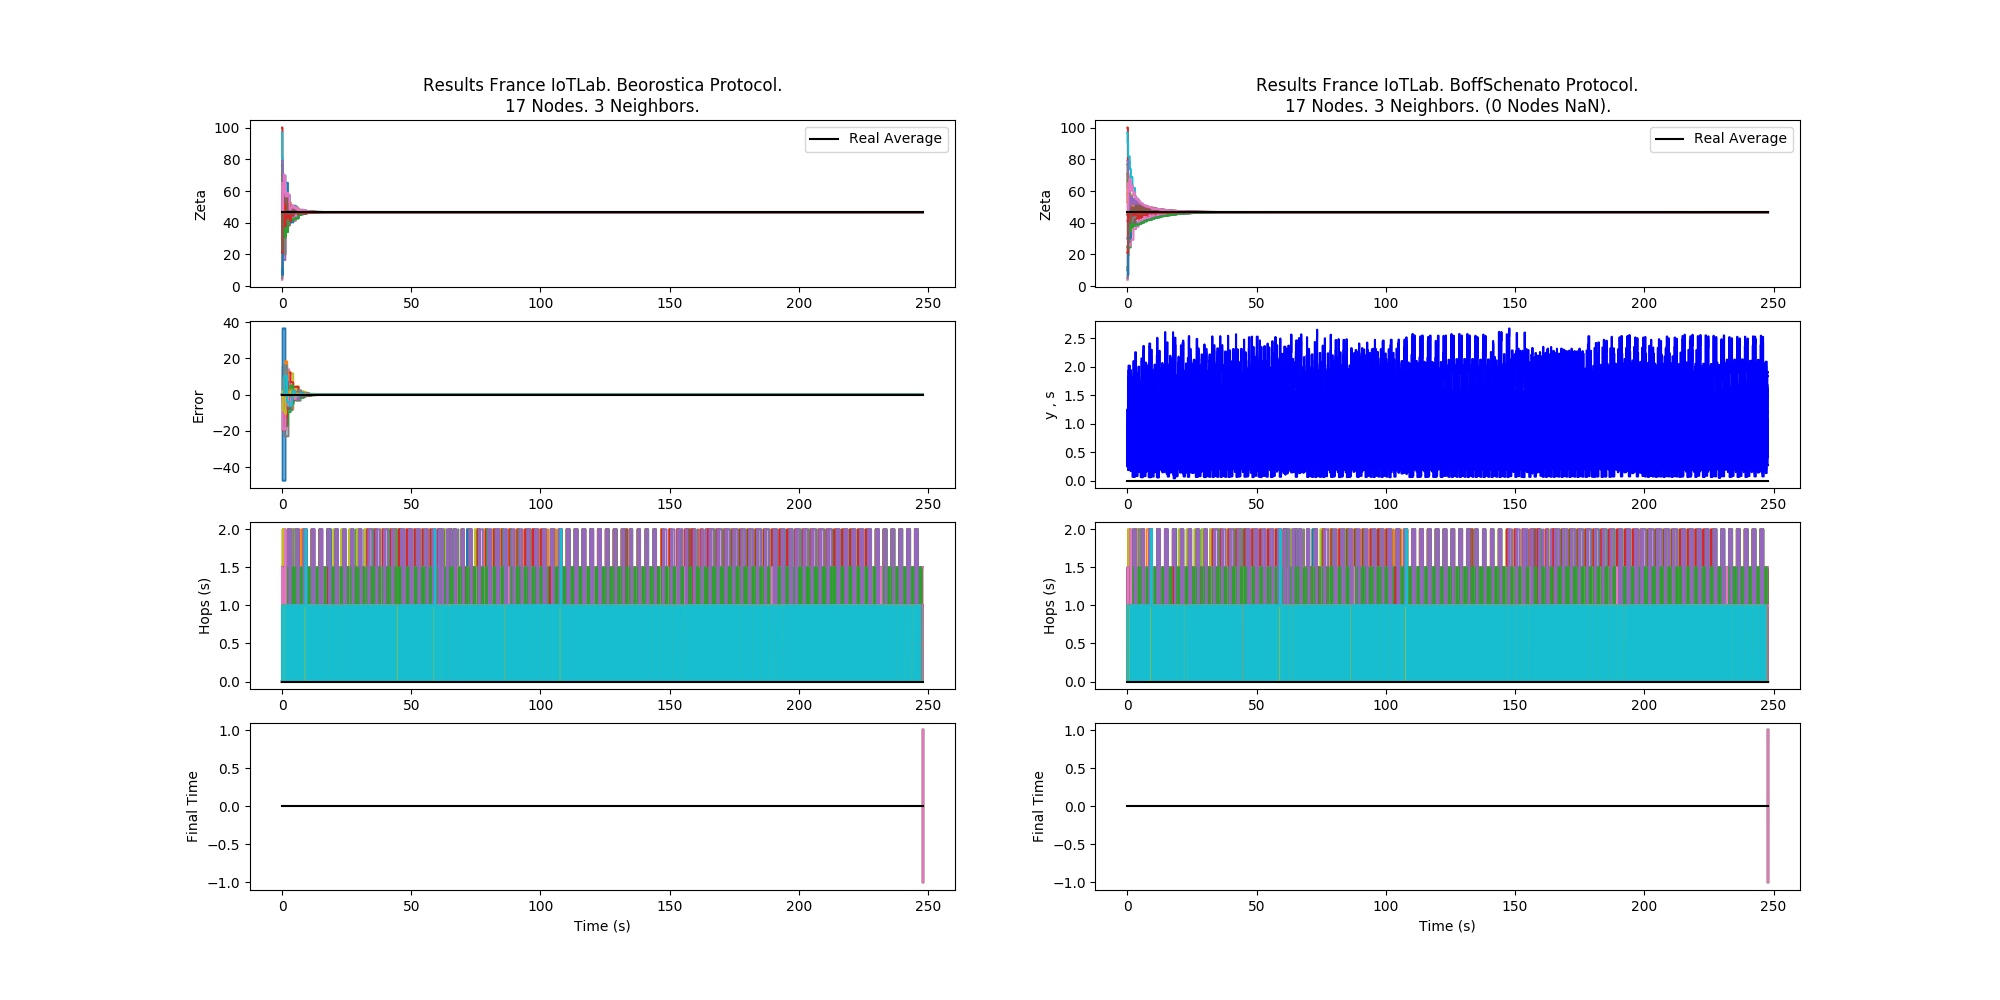 Results France IoTLab. Beorostica Protocol.
17 Nodes. 3 Neighbors.
Real Average
Zeta
100
80
60
40
20
0
0 50 100 150 200 250
Error
40
20
0
−20
−40
0 50 100 150 200 250
Hops (s)
2.0
1.5
1.0
0.5
0.0
0 50 100 150 200 250
Final Time
1.0
0.5
0.0
−0.5
−1.0
0 50 100 150 200 250
Time (s)
Results France IoTLab. BoffSchenato Protocol.
17 Nodes. 3 Neighbors. (0 Nodes NaN).
Real Average
Zeta
100
80
60
40
20
0
0 50 100 150 200 250
y , s
2.5
2.0
1.5
1.0
0.5
0.0
0 50 100 150 200 250
Hops (s)
2.0
1.5
1.0
0.5
0.0
0 50 100 150 200 250
Final Time
1.0
0.5
0.0
−0.5
−1.0
0 50 100 150 200 250
Time (s)